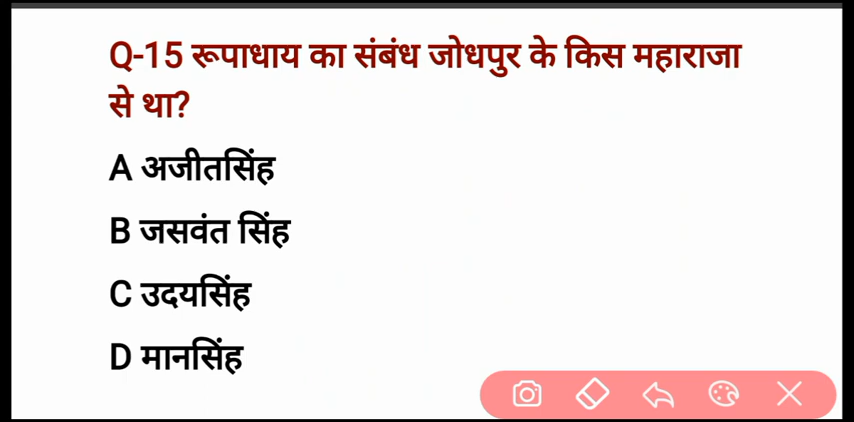 Q-15 रूपाधाय का संबंध जोधपुर के किस महाराजा
से था?
A अजीतसिंह
B जसवंत सिंह
C उदयसिंह
D मानसिंह